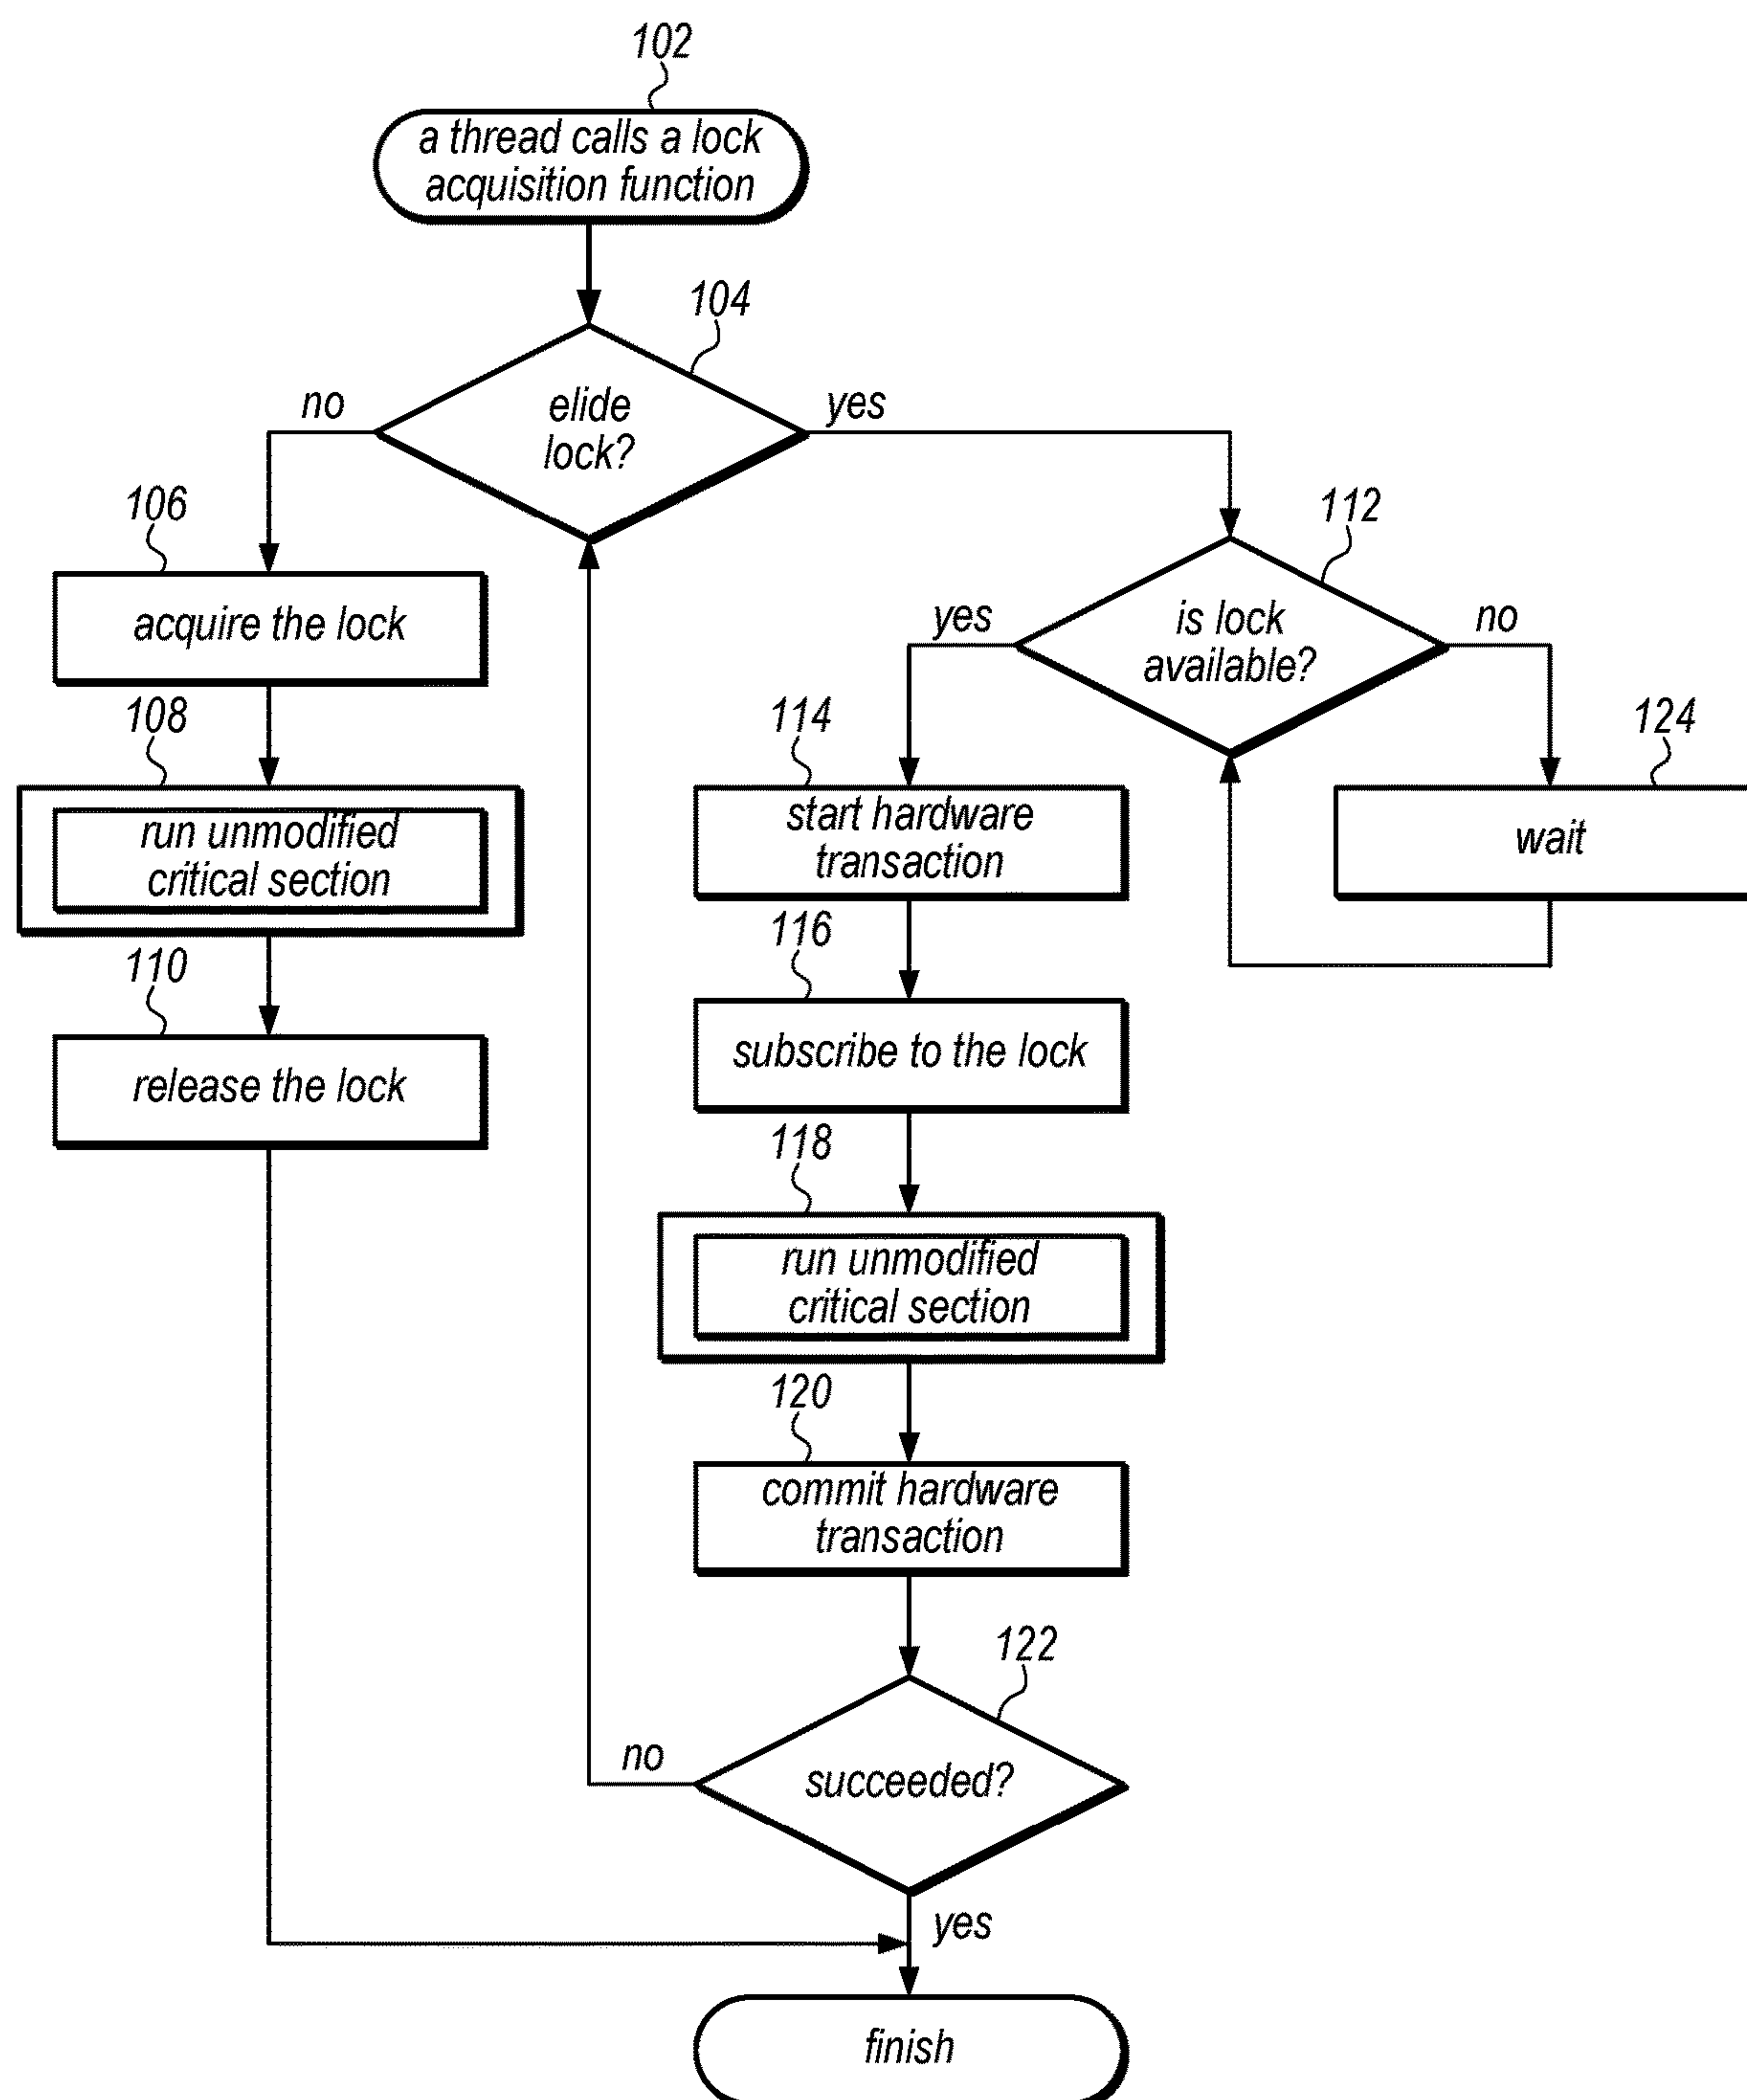 102
a thread calls a lock
acquisition function
104
elide
lock?
no
yes
106
acquire the lock
108
run unmodified
critical section
110
release the lock
112
is lock
available?
yes
no
114
start hardware
transaction
124
wait
116
subscribe to the lock
118
run unmodified
critical section
120
commit hardware
transaction
122
succeeded?
no
yes
finish